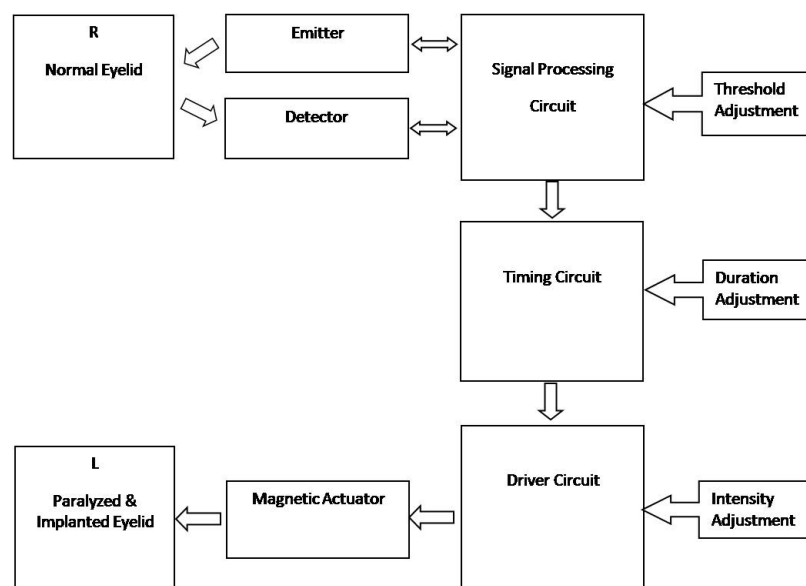 R
Normal Eyelid
Emitter
Detector
Signal Processing
Circuit
Threshold
Adjustment
Timing Circuit
Duration
Adjustment
L
Paralyzed &
Implanted Eyelid
Magnetic Actuator
Driver Circuit
Intensity
Adjustment